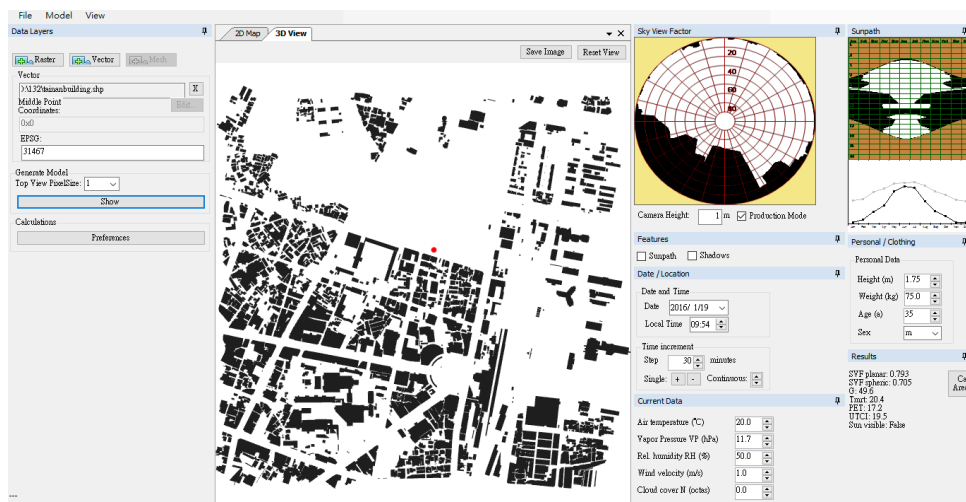 File Model View
Data Layers
Raster Vector Mesh
Vector
D:\132\tainanbuilding.shp X
Middle Point
Coordinates:
Edit...
0x0
EPSG:
31467
Generate Model
Top View PixelSize: 1
Show
Calculations
Preferences
---
2D Map 3D View
Save Image Reset View
Sky View Factor
20
40
60
80
Camera Height: 1 m Production Mode
Features
Sunpath Shadows
Date / Location
Date and Time
Date 2016/ 1/19
Local Time 09:54
Time increment
Step 30 minutes
Single: + - Continuous:
Current Data
Air temperature (°C) 20.0
Vapor Pressure VP (hPa) 11.7
Rel. humidity RH (%) 50.0
Wind velocity (m/s) 1.0
Cloud cover N (octas) 0.0
Sunpath
Personal / Clothing
Personal Data
Height (m) 1.75
Weight (kg) 75.0
Age (a) 35
Sex m
Results
SVF planar: 0.793
SVF spheric: 0.705
G: 49.6
Tmrt: 20.4
PET: 17.2
UTCI: 19.5
Sun visible: False
Ca
Area